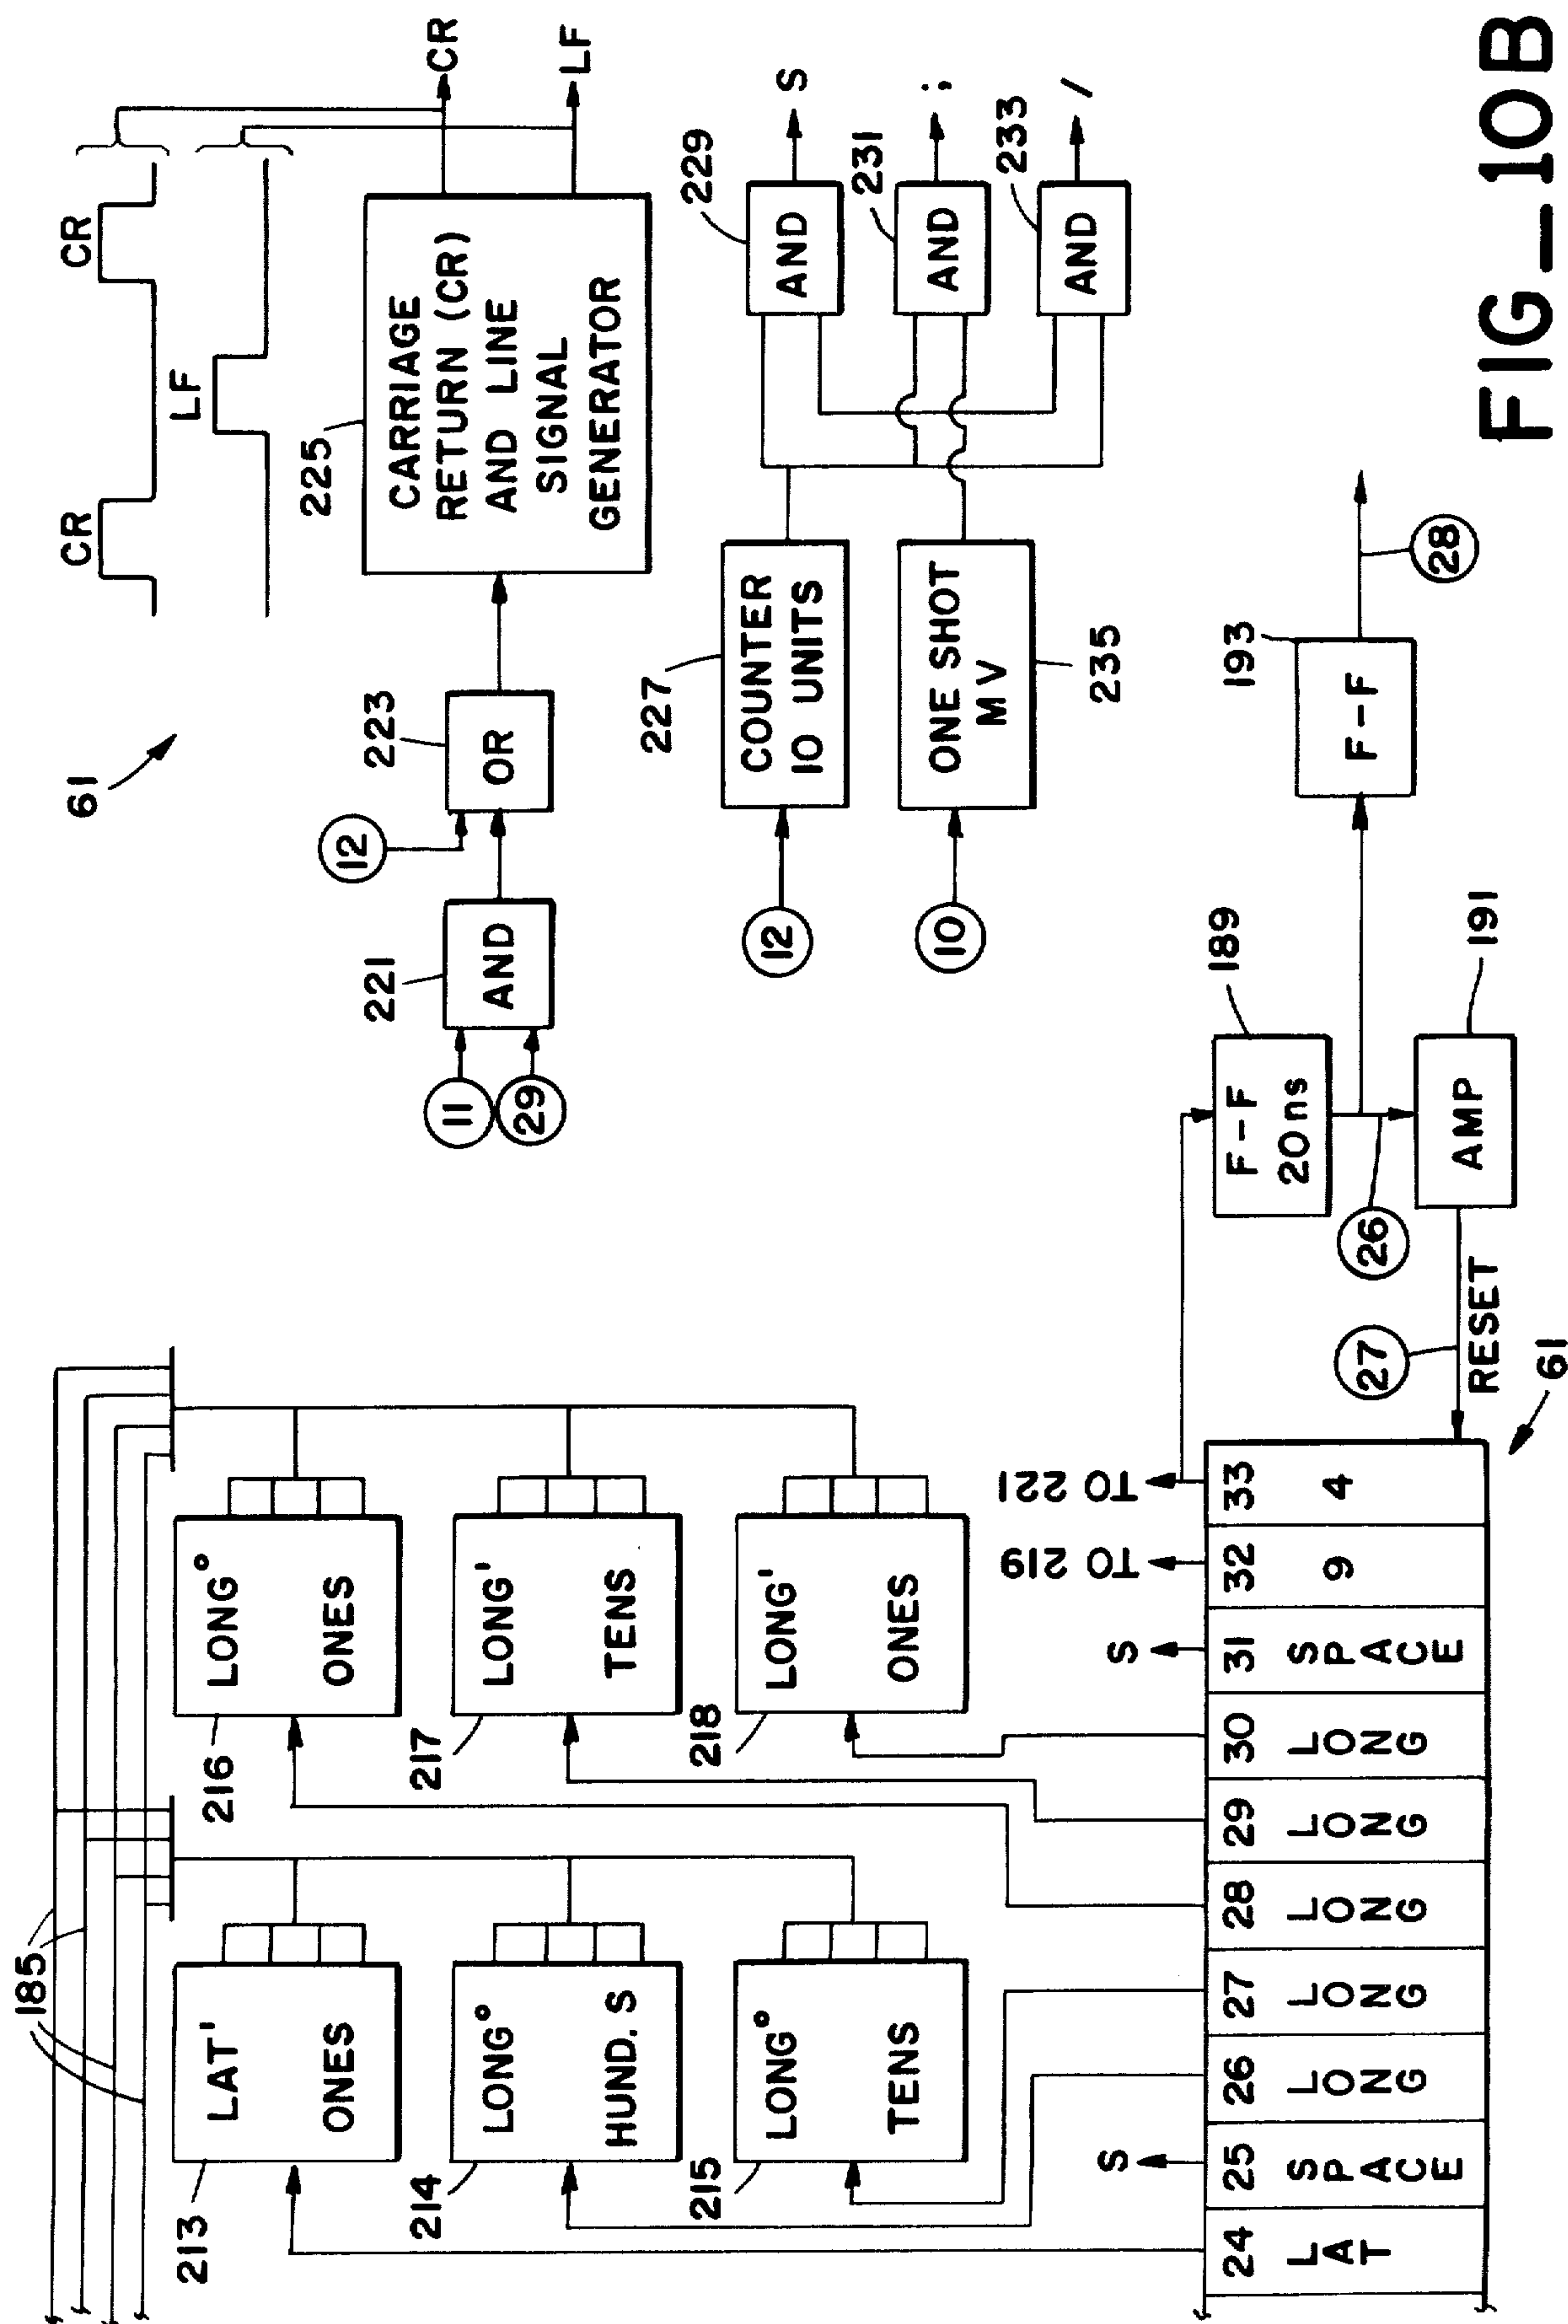 185
213
LAT'
ONES
214
LONG°
HUND. S
215
LONG°
TENS
216
LONG°
ONES
217
LONG'
TENS
218
LONG'
ONES
24
LAT
25
SPACE
S
26
LONG
27
LONG
28
LONG
29
LONG
30
LONG
31
SPACE
S
32
9
TO 219
33
4
TO 221
61
RESET
27
26
F-F
20ns
189
AMP
191
F-F
193
28
61
11
29
AND
221
12
OR
223
225
CARRIAGE
RETURN (CR)
AND LINE
SIGNAL
GENERATOR
CR
LF
CR
CR
LF
12
227
COUNTER
10 UNITS
10
ONE SHOT
MV
235
AND
229
S
AND
231
;
AND
233
/
FIG-10B